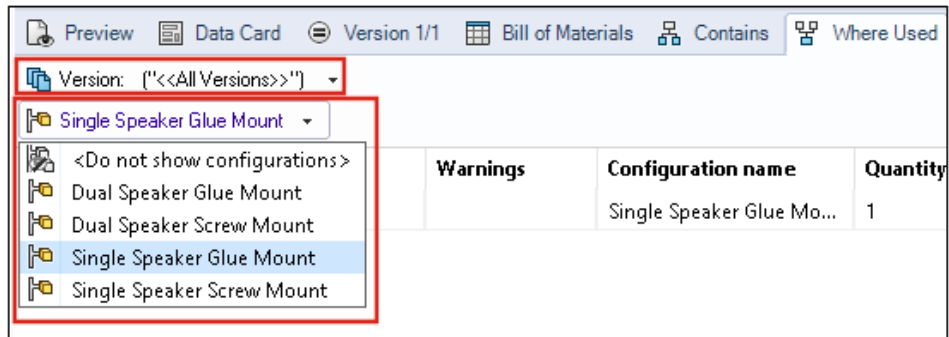 Preview Data Card Version 1/1 Bill of Materials Contains Where Used
Version: ("<<All Versions>>")
Single Speaker Glue Mount
<Do not show configurations> Warnings Configuration name Quantity
Dual Speaker Glue Mount Single Speaker Glue Mo... 1
Dual Speaker Screw Mount
Single Speaker Glue Mount
Single Speaker Screw Mount